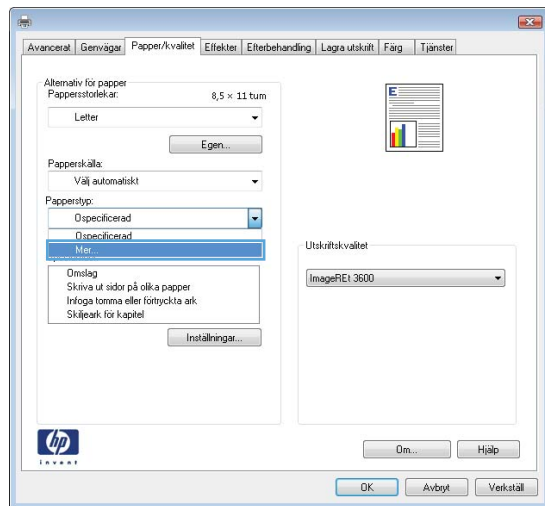 Avancerat Genvägar Papper/kvalitet Effekter Efterbehandling Lagra utskrift Färg Tjänster
Alternativ för papper
Pappersstorlekar: 8,5 × 11 tum
Letter
Egen...
Papperskälla:
Välj automatiskt
Papperstyp:
Ospecificerad
Ospecificerad
Mer...
Omslag
Skriva ut sidor på olika papper
Infoga tomma eller förtryckta ark
Skiljeark för kapitel
Inställningar...
E
Utskriftskvalitet
ImageREt 3600
hp
invent
Om... Hjälp
OK Avbryt Verkställ